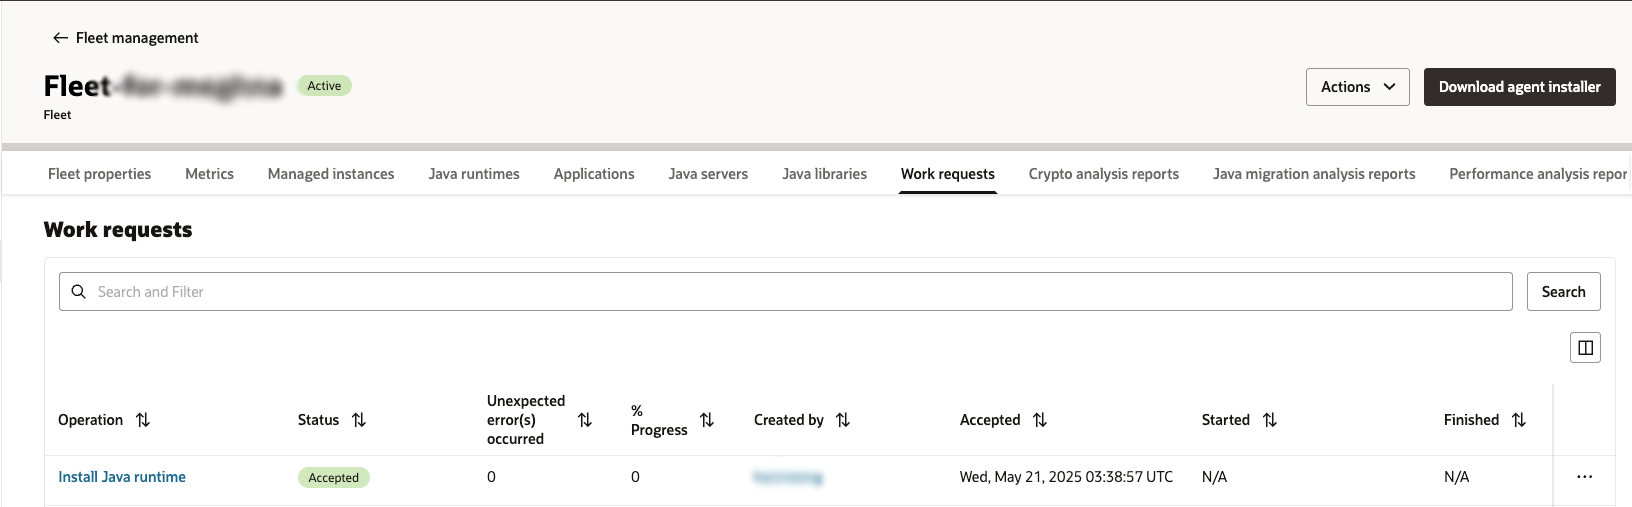 Fleet management
Fleet Active
Actions Download agent installer
Fleet
Fleet properties Metrics Managed instances Java runtimes Applications Java servers Java libraries Work requests Crypto analysis reports Java migration analysis reports Performance analysis repor
Work requests
Search and Filter Search
Operation Status Unexpected error(s) occurred % Progress Created by Accepted Started Finished
Install Java runtime Accepted 0 0 Wed, May 21, 2025 03:38:57 UTC N/A N/A ...